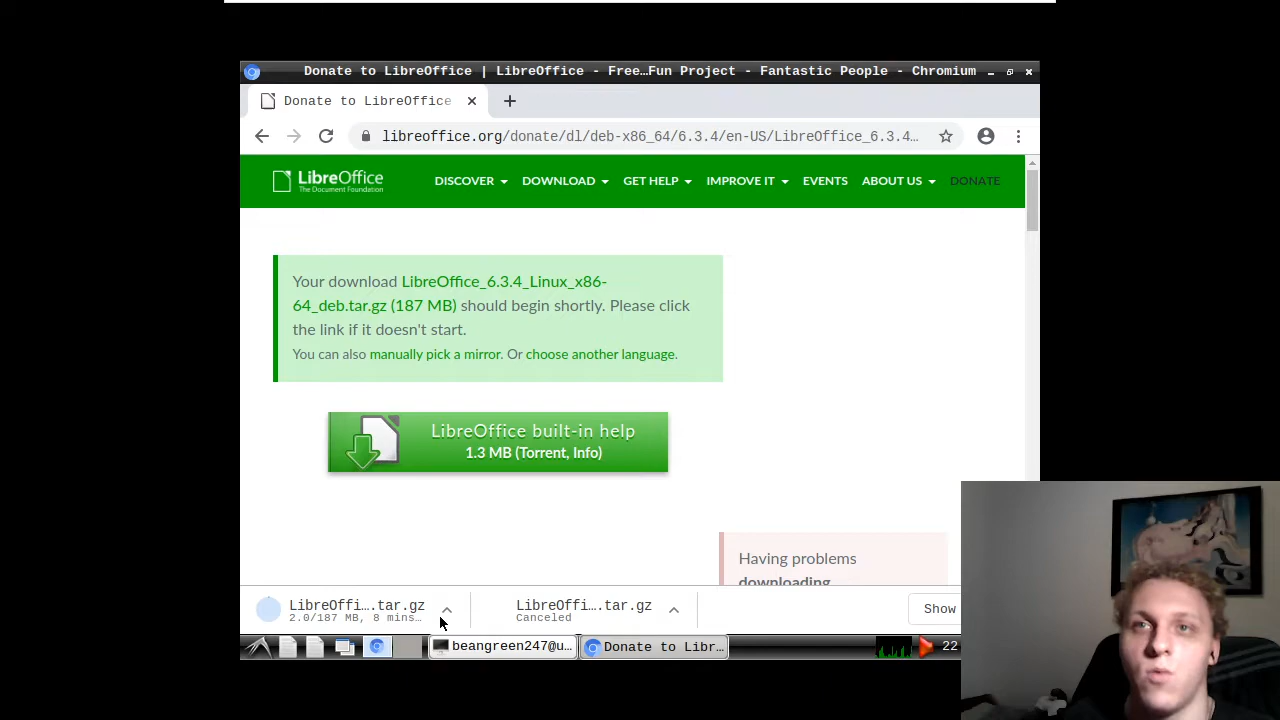 Donate to LibreOffice | LibreOffice - Free…Fun Project - Fantastic People - Chromium
Donate to LibreOffice
libreoffice.org/donate/dl/deb-x86_64/6.3.4/en-US/LibreOffice_6.3.4…
LibreOffice
The Document Foundation
DISCOVER DOWNLOAD GET HELP IMPROVE IT EVENTS ABOUT US DONATE
Your download LibreOffice_6.3.4_Linux_x86-
64_deb.tar.gz (187 MB) should begin shortly. Please click
the link if it doesn't start.
You can also manually pick a mirror. Or choose another language.
LibreOffice built-in help
1.3 MB (Torrent, Info)
Having problems
downloading
LibreOffi….tar.gz
2.0/187 MB, 8 mins…
LibreOffi….tar.gz
Canceled
Show
beangreen247@u…
Donate to Libr…
22